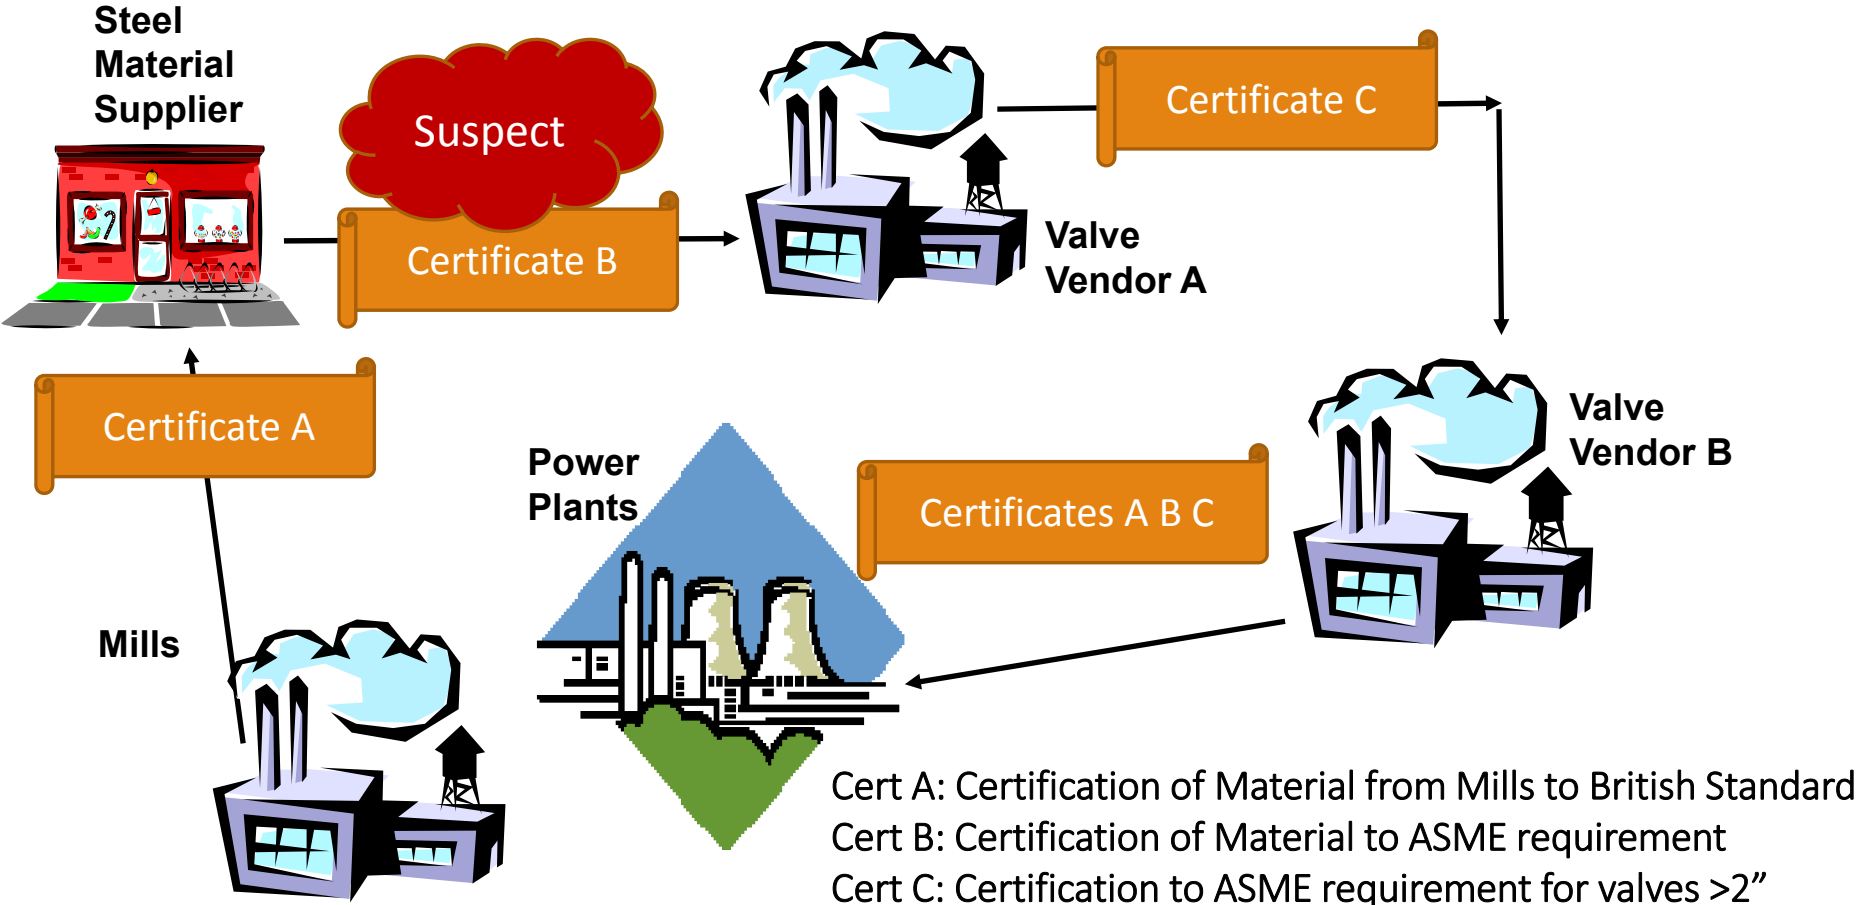 Steel
Material
Supplier
Suspect
Certificate B
Certificate C
Valve
Vendor A
Certificate A
Valve
Vendor B
Power
Plants
Certificates A B C
Mills
Cert A: Certification of Material from Mills to British Standard
Cert B: Certification of Material to ASME requirement
Cert C: Certification to ASME requirement for valves >2”